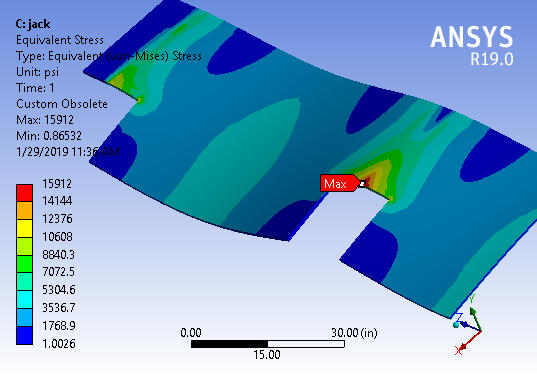 C: jack
Equivalent Stress
Type: Equivalent (von-Mises) Stress
Unit: psi
Time: 1
Custom Obsolete
Max: 15912
Min: 0.86532
1/29/2019 11:36 AM
ANSYS
R19.0
15912
14144
12376
10608
8840.3
7072.5
5304.6
3536.7
1768.9
1.0026
Max
0.00
30.00 (in)
15.00
Y
Z
X